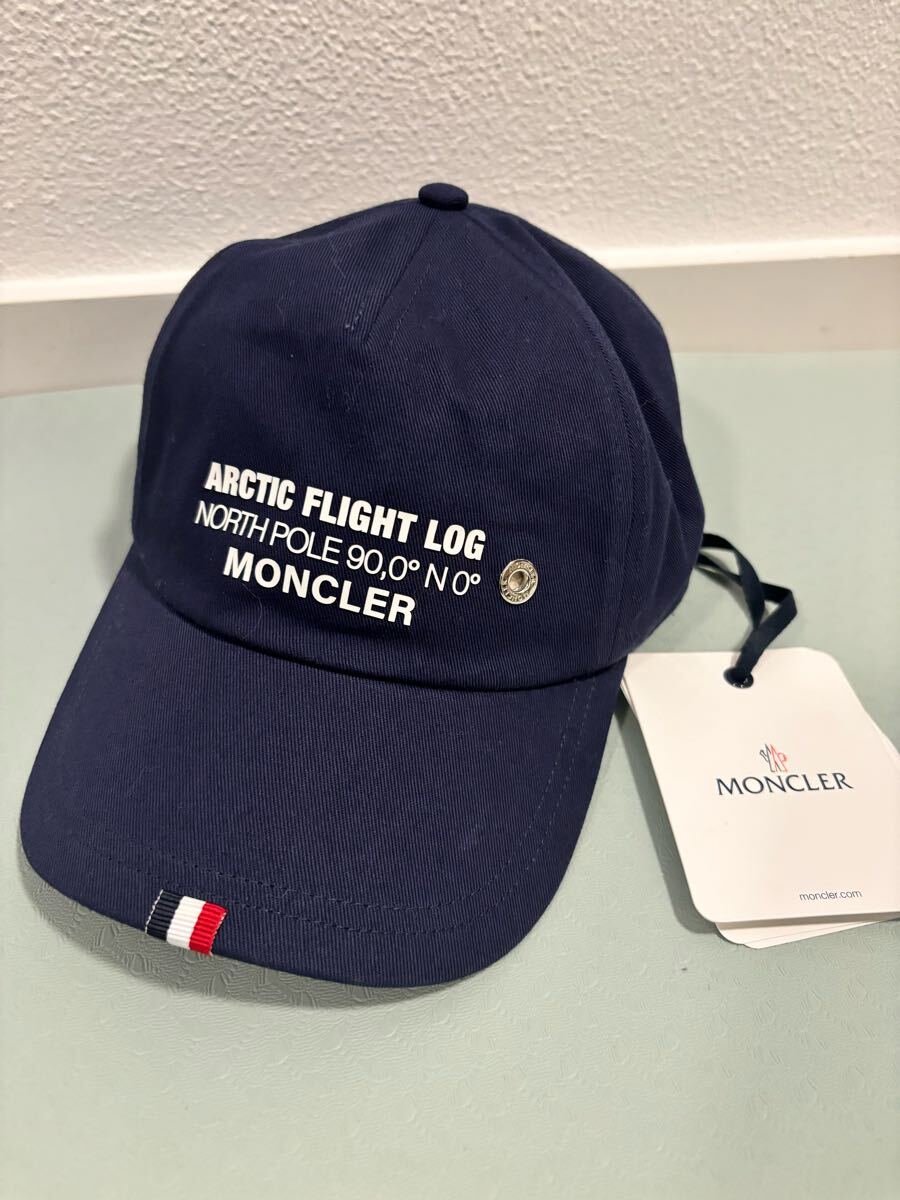 ARCTIC FLIGHT LOG
NORTH POLE 90,0° N 0°
MONCLER
MONCLER
moncler.com